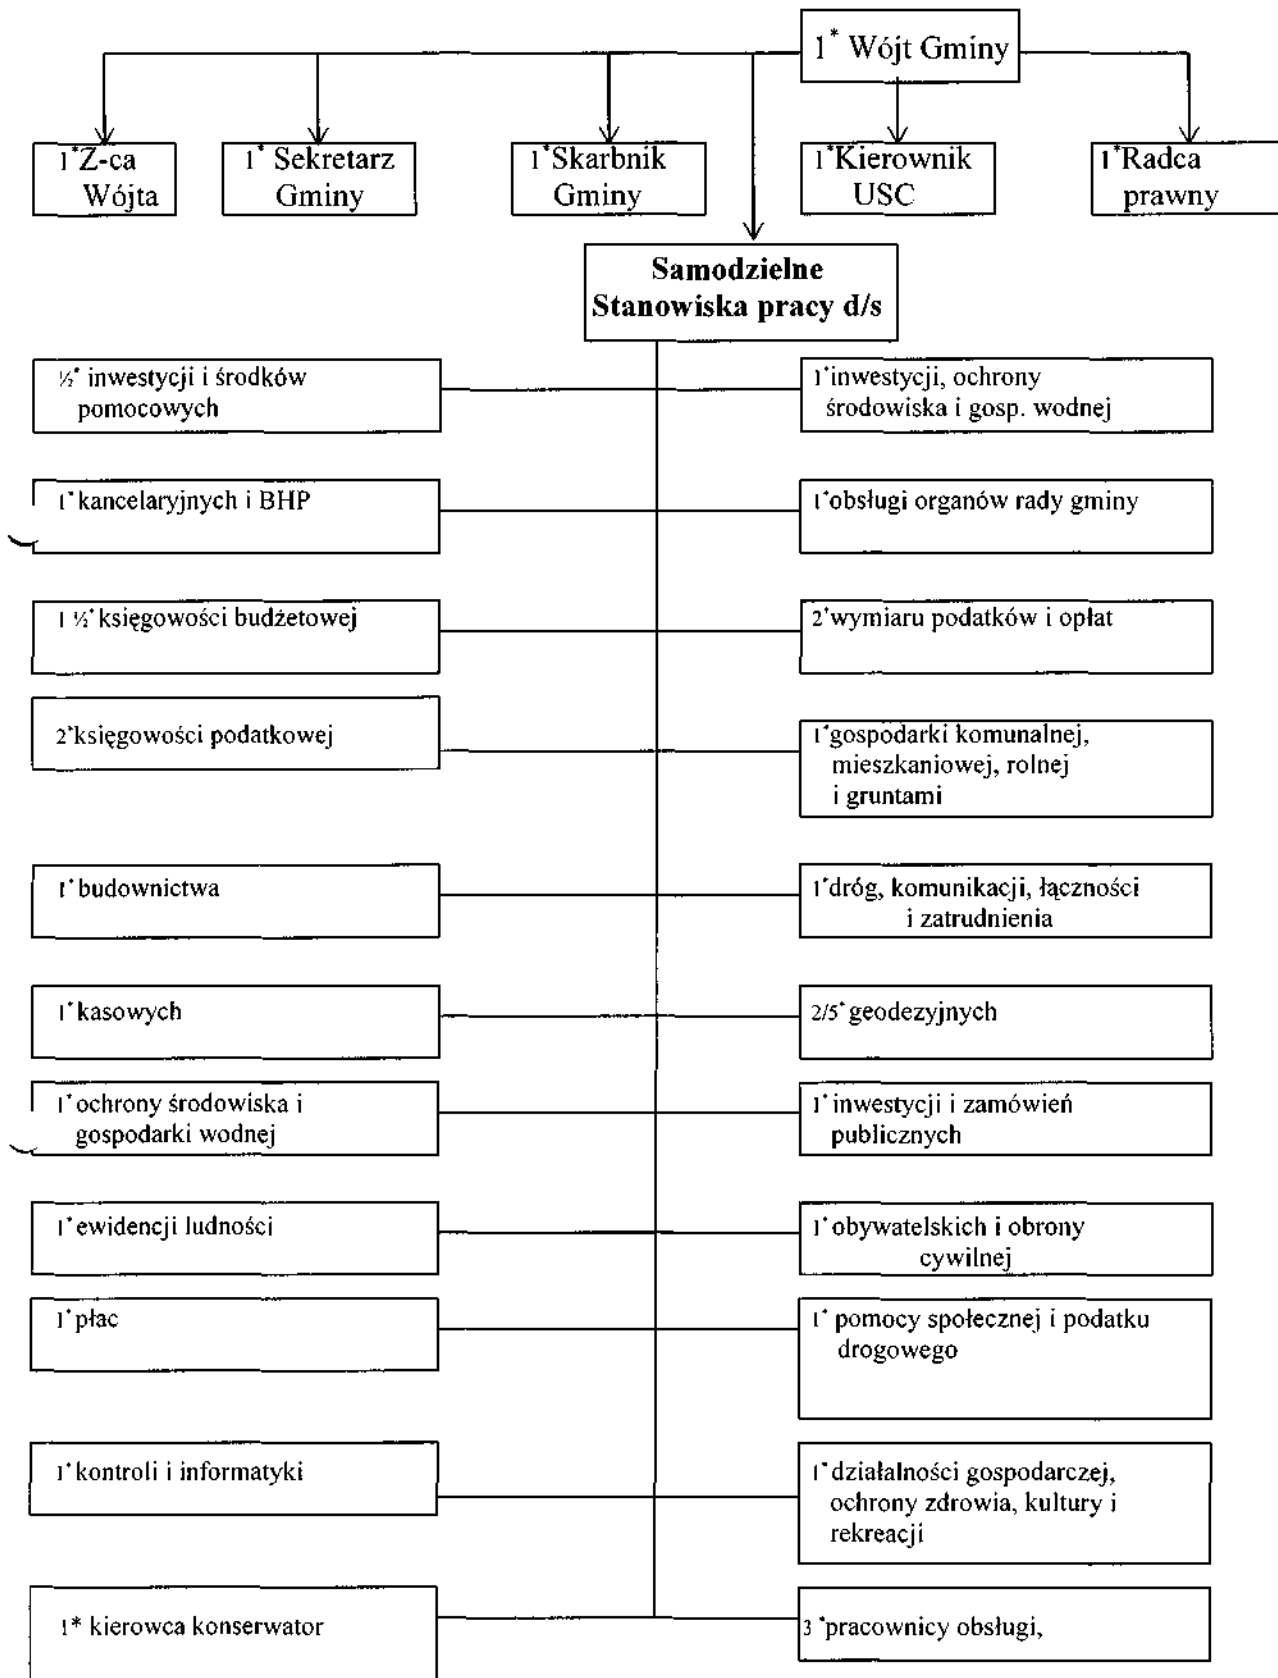 1* Wójt Gminy
1*Z-ca
Wójta
1* Sekretarz
Gminy
1*Skarbnik
Gminy
1*Kierownik
USC
1*Radca
prawny
Samodzielne
Stanowiska pracy d/s
½* inwestycji i środków
pomocowych
1*inwestycji, ochrony
środowiska i gosp. wodnej
1*kancelaryjnych i BHP
1*obsługi organów rady gminy
1 ½*księgowości budżetowej
2*wymiaru podatków i opłat
2*księgowości podatkowej
1*gospodarki komunalnej,
mieszkaniowej, rolnej
i gruntami
1*budownictwa
1*dróg, komunikacji, łączności
i zatrudnienia
1*kasowych
2/5*geodezyjnych
1*ochrony środowiska i
gospodarki wodnej
1*inwestycji i zamówień
publicznych
1*ewidencji ludności
1*obywatelskich i obrony
cywilnej
1*płac
1* pomocy społecznej i podatku
drogowego
1*kontroli i informatyki
1*działalności gospodarczej,
ochrony zdrowia, kultury i
rekreacji
1* kierowca konserwator
3*pracownicy obsługi,